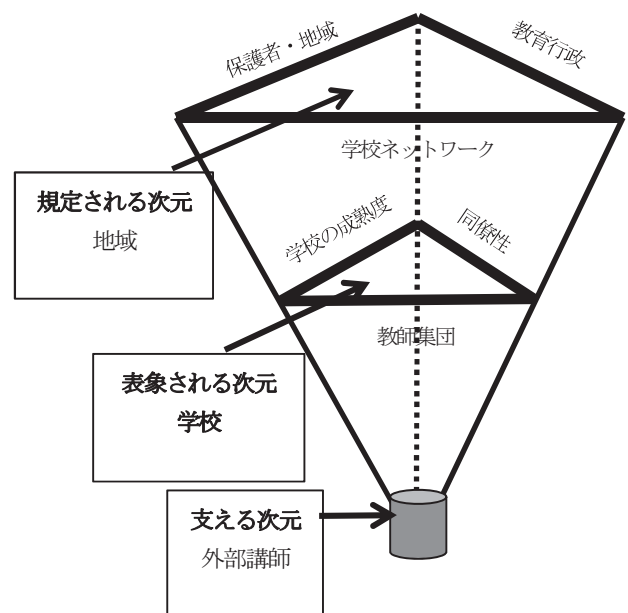 保護者・地域
教育行政
学校ネットワーク
規定される次元
地域
学校の成熟度
同僚性
教師集団
表象される次元
学校
支える次元
外部講師